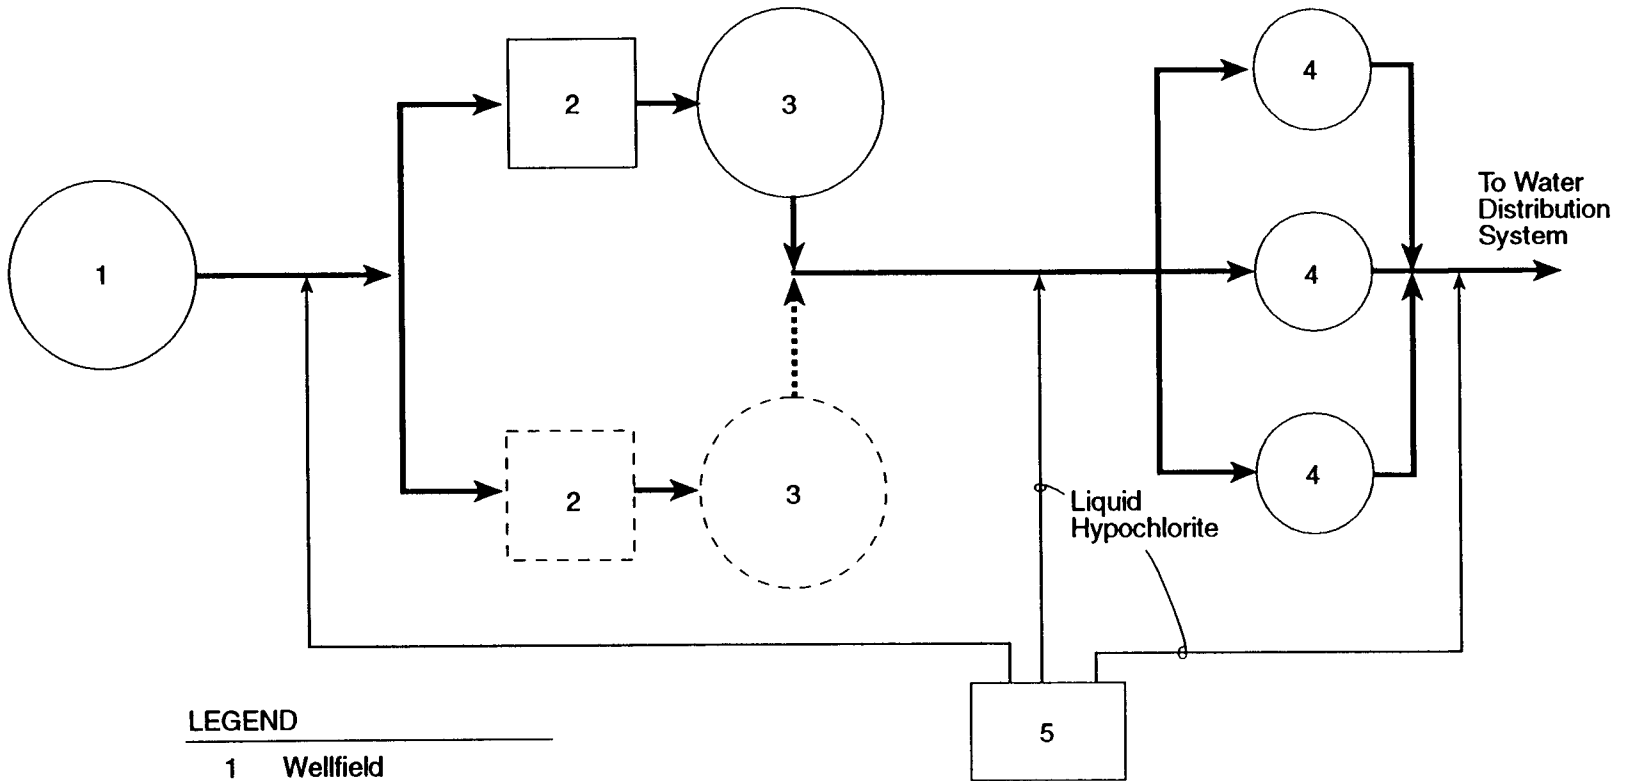 1
2
3
2
3
4
4
4
To Water
Distribution
System
Liquid
Hypochlorite
5
LEGEND
1 Wellfield